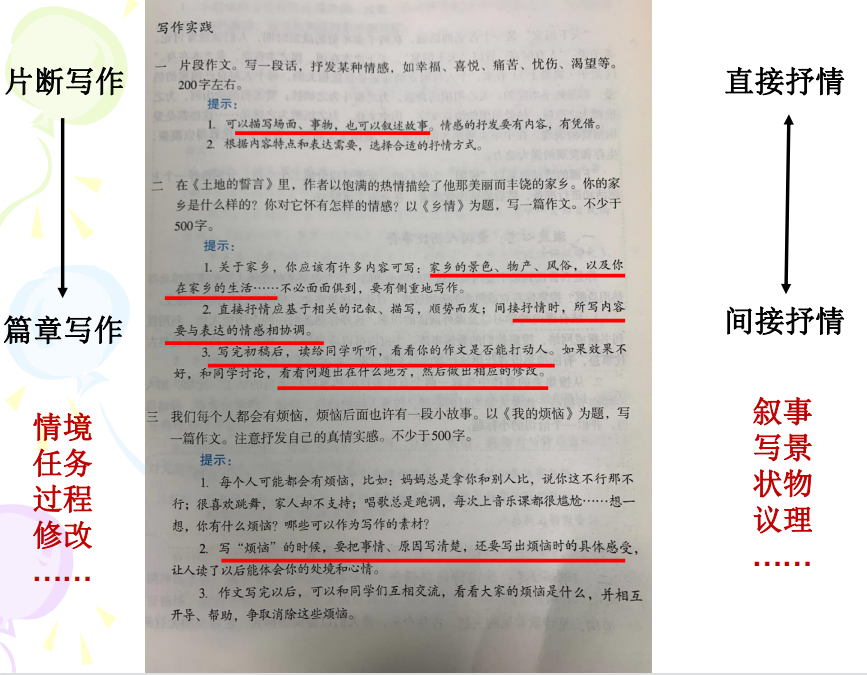 片断写作
篇章写作
情境
任务
过程
修改
……
写作实践
一 片段作文。写一段话，抒发某种情感，如幸福、喜悦、痛苦、忧伤、渴望等。
200字左右。
提示：
1. 可以描写场面、事物，也可以叙述故事。情感的抒发要有内容，有凭借。
2. 根据内容特点和表达需要，选择合适的抒情方式。
二 在《土地的誓言》里，作者以饱满的热情描绘了他那美丽而丰饶的家乡。你的家
乡是什么样的？你对它怀有怎样的情感？以《乡情》为题，写一篇作文。不少于
500字。
提示：
1. 关于家乡，你应该有许多内容可写：家乡的景色、物产、风俗，以及你
在家乡的生活……不必面面俱到，要有侧重地写作。
2. 直接抒情应基于相关的记叙、描写，顺势而发；间接抒情时，所写内容
要与表达的情感相协调。
3. 写完初稿后，读给同学听听，看看你的作文是否能打动人。如果效果不
好，和同学讨论，看看问题出在什么地方，然后做出相应的修改。
三 我们每个人都会有烦恼，烦恼后面也许有一段小故事。以《我的烦恼》为题，写
一篇作文。注意抒发自己的真情实感。不少于500字。
提示：
1. 每个人可能都会有烦恼，比如：妈妈总是拿你和别人比，说你这不行那不
行；很喜欢跳舞，家人却不支持；唱歌总是跑调，每次上音乐课都很尴尬……想一
想，你有什么烦恼？哪些可以作为写作的素材？
2. 写“烦恼”的时候，要把事情、原因写清楚，还要写出烦恼时的具体感受，
让人读了以后能体会你的处境和心情。
3. 作文写完以后，可以和同学们互相交流，看看大家的烦恼是什么，并相互
开导、帮助，争取消除这些烦恼。
直接抒情
间接抒情
叙事
写景
状物
议理
……